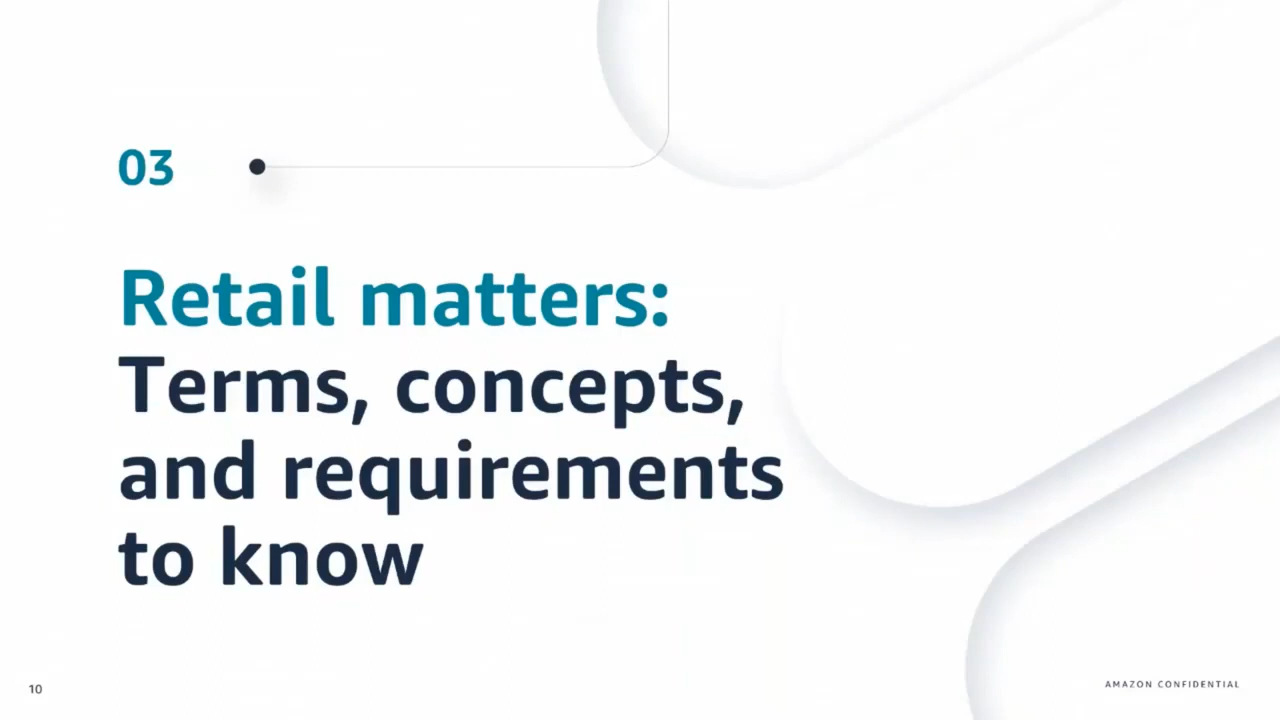 03
Retail matters:
Terms, concepts,
and requirements
to know
10
AMAZON CONFIDENTIAL